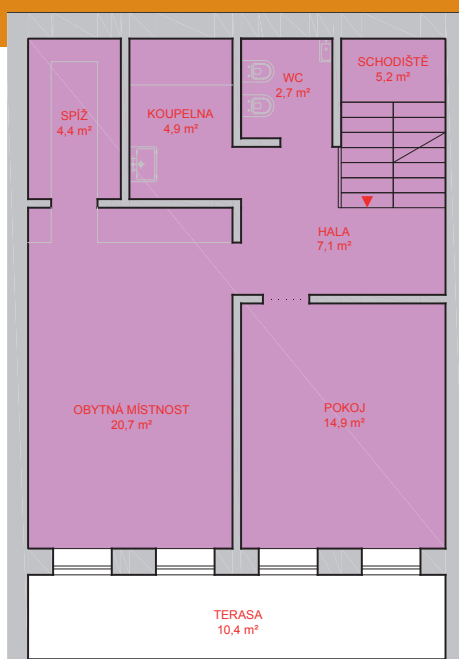 SCHODIŠTĚ
5,2 m²
WC
2,7 m²
SPÍŽ
4,4 m²
KOUPELNA
4,9 m²
HALA
7,1 m²
OBYTNÁ MÍSTNOST
20,7 m²
POKOJ
14,9 m²
TERASA
10,4 m²